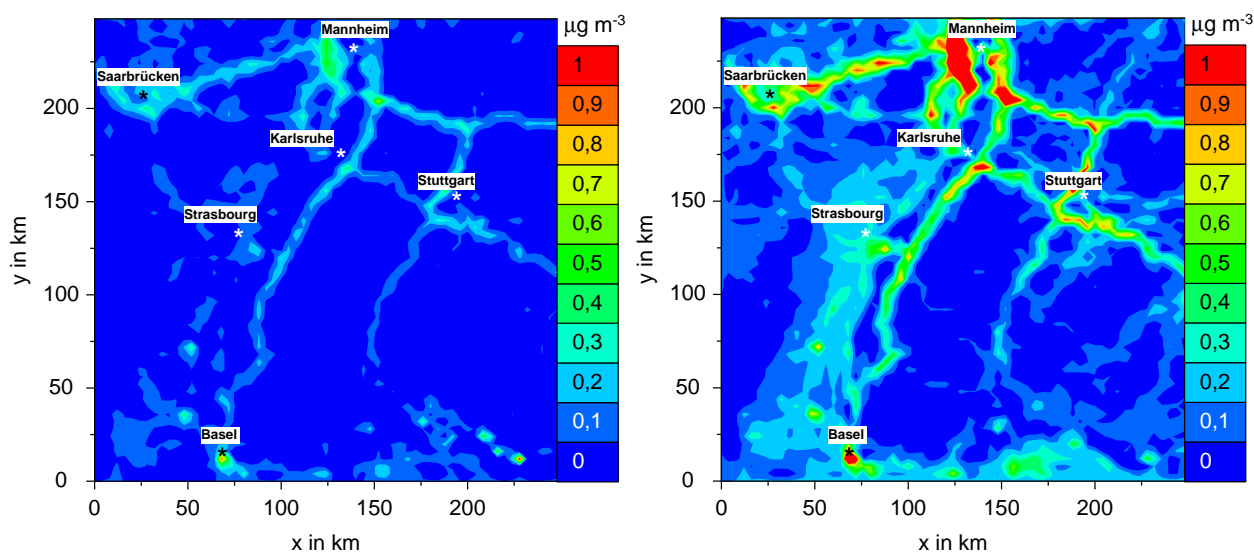 μg m-3
Mannheim
Saarbrücken
Karlsruhe
Stuttgart
Strasbourg
Basel
200
150
100
50
0
y in km
0
50
100
150
200
x in km
1
0,9
0,8
0,7
0,6
0,5
0,4
0,3
0,2
0,1
0
μg m-3
Mannheim
Saarbrücken
Karlsruhe
Stuttgart
Strasbourg
Basel
200
150
100
50
0
y in km
0
50
100
150
200
x in km
1
0,9
0,8
0,7
0,6
0,5
0,4
0,3
0,2
0,1
0